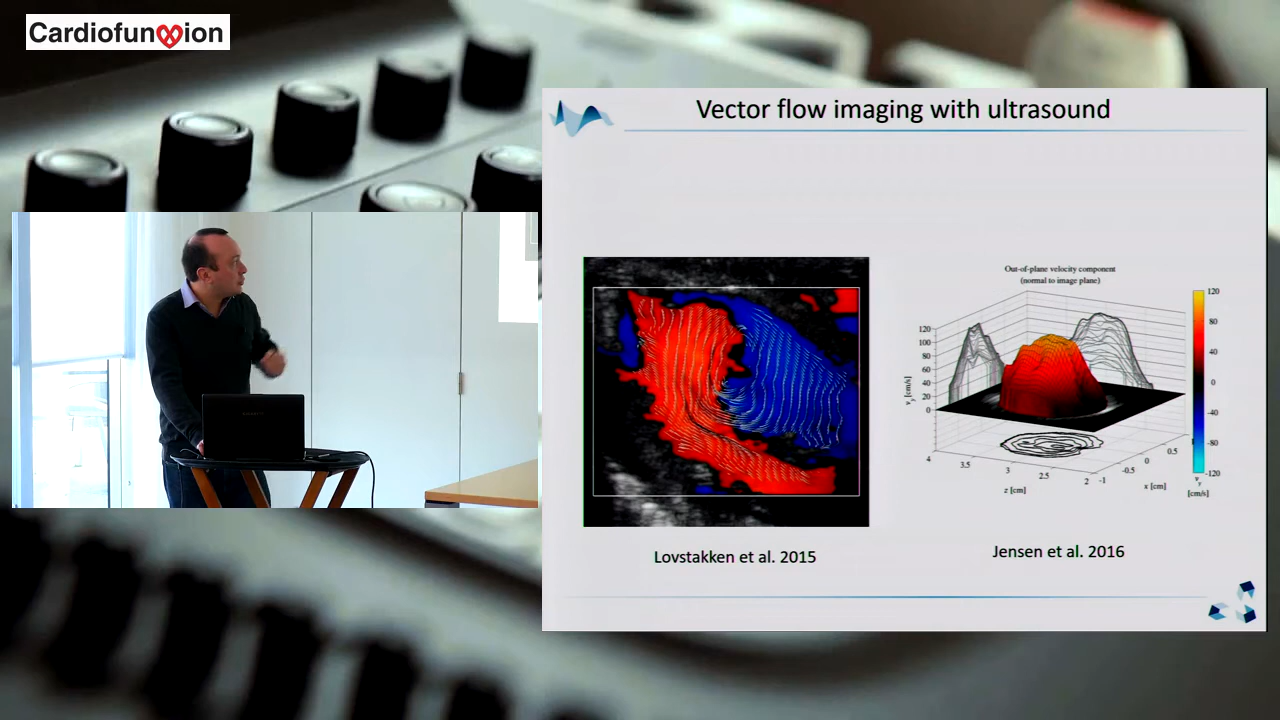 Cardiofunxion
Vector flow imaging with ultrasound
Out-of-plane velocity component
(normal to image plane)
120
100
80
60
40
20
0
v_y [cm/s]
4
3.5
3
2.5
2
z [cm]
-1
-0.5
0
0.5
1
x [cm]
120
80
40
0
-40
-80
-120
v_y
[cm/s]
Lovstakken et al. 2015
Jensen et al. 2016